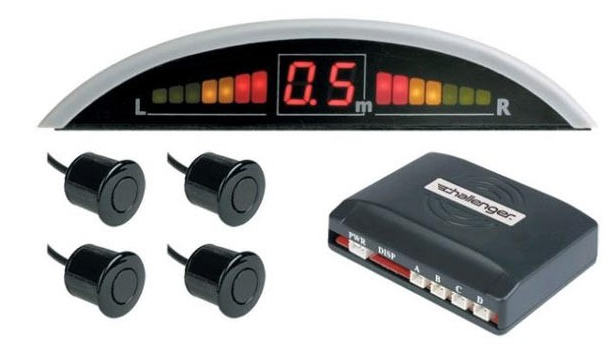 0.5
L m R
challenger
PWR
DISP
A B C D